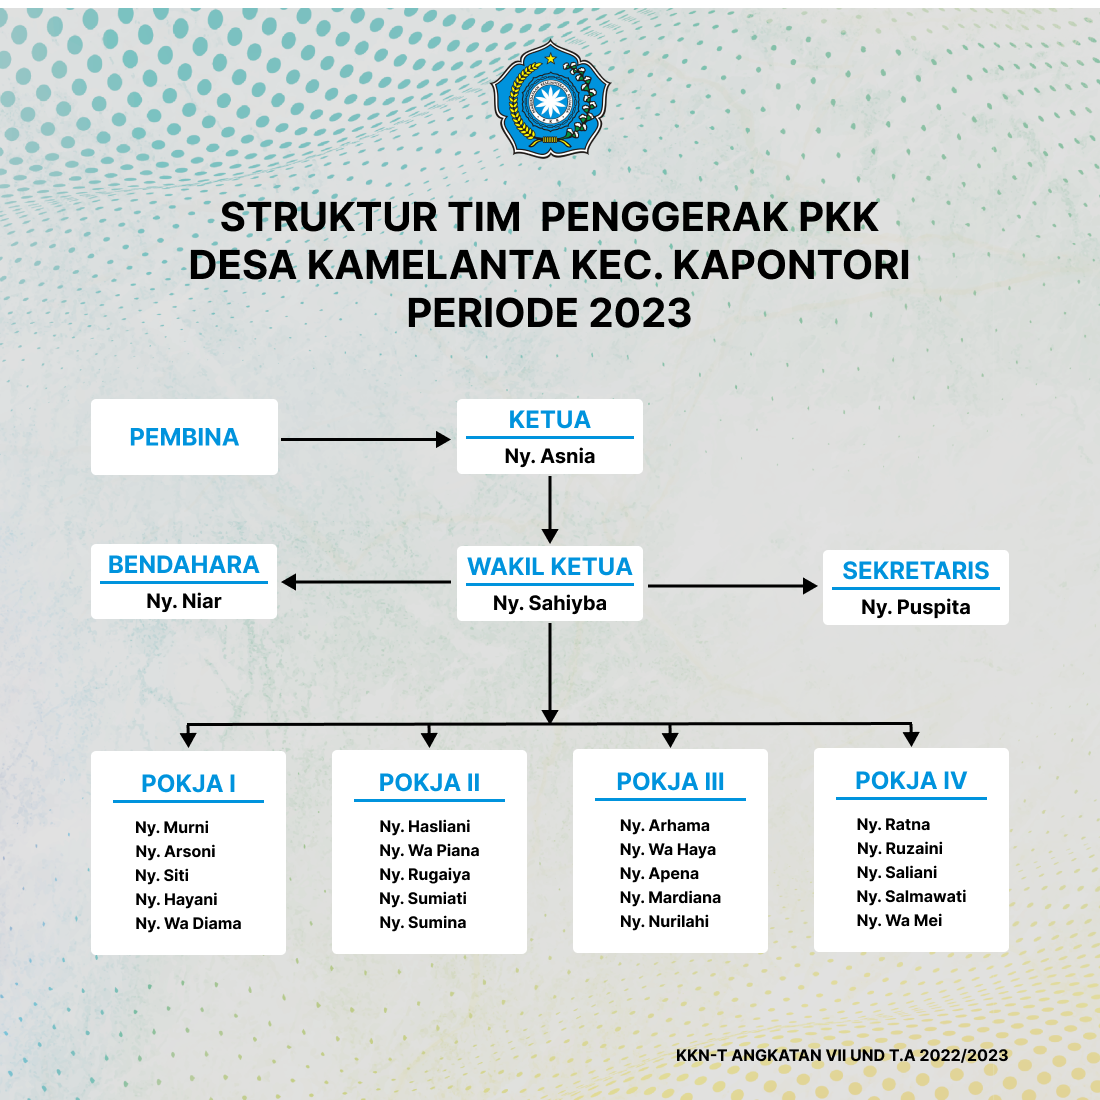 STRUKTUR TIM PENGGERAK PKK
DESA KAMELANTA KEC. KAPONTORI
PERIODE 2023
PEMBINA
KETUA
Ny. Asnia
BENDAHARA
Ny. Niar
WAKIL KETUA
Ny. Sahiyba
SEKRETARIS
Ny. Puspita
POKJA I
Ny. Murni
Ny. Arsoni
Ny. Siti
Ny. Hayani
Ny. Wa Diama
POKJA II
Ny. Hasliani
Ny. Wa Piana
Ny. Rugaiya
Ny. Sumiati
Ny. Sumina
POKJA III
Ny. Arhama
Ny. Wa Haya
Ny. Apena
Ny. Mardiana
Ny. Nurilahi
POKJA IV
Ny. Ratna
Ny. Ruzaini
Ny. Saliani
Ny. Salmawati
Ny. Wa Mei
KKN-T ANGKATAN VII UND T.A 2022/2023